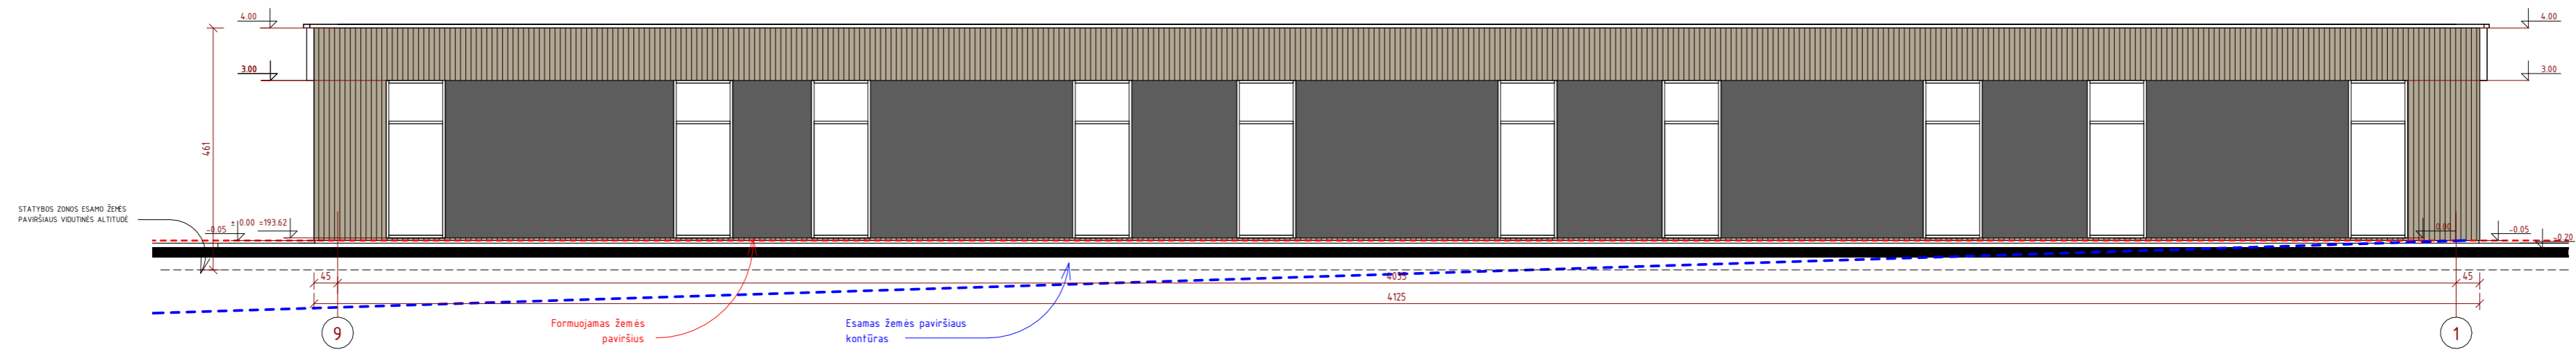 4.00
4.00
3.00
3.00
461
STATYBOS ZONOS ESAMO ŽEMĖS
PAVIRŠIAUS VIDUTINĖS ALTITUDĖ
±0.00 =193.62
-0.05
0.00
-0.05
-0.20
45
4035
45
4125
Formuojamas žemės
paviršius
Esamas žemės paviršiaus
kontūras
9
1